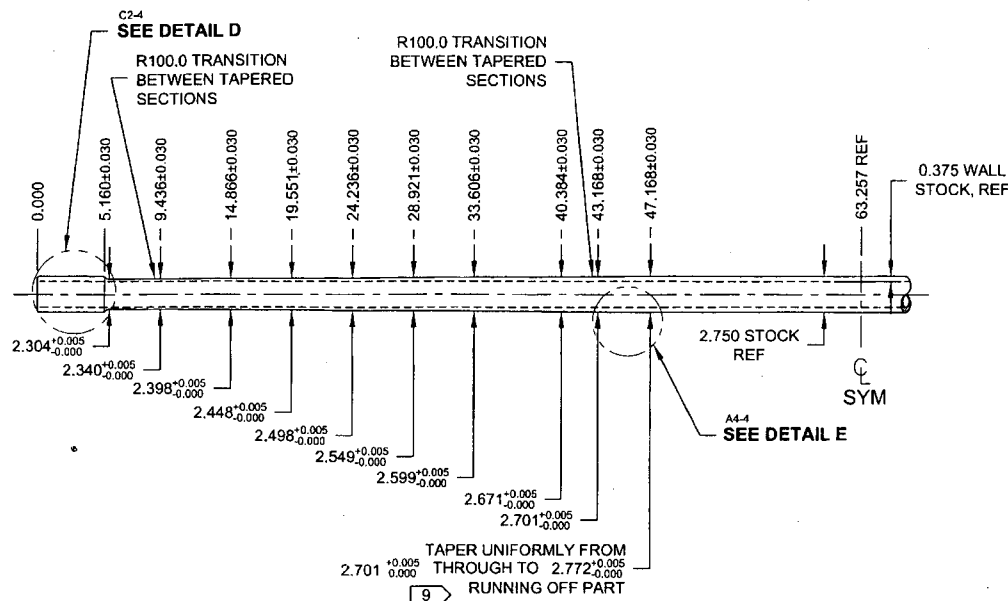 C2-4
SEE DETAIL D
R100.0 TRANSITION
BETWEEN TAPERED
SECTIONS
R100.0 TRANSITION
BETWEEN TAPERED
SECTIONS
0.000
5.160±0.030
9.436±0.030
14.866±0.030
19.551±0.030
24.236±0.030
28.921±0.030
33.606±0.030
40.384±0.030
43.168±0.030
47.168±0.030
63.257 REF
0.375 WALL
STOCK, REF
2.304 +0.005 -0.000
2.340 +0.005 -0.000
2.398 +0.005 -0.000
2.448 +0.005 -0.000
2.498 +0.005 -0.000
2.549 +0.005 -0.000
2.599 +0.005 -0.000
2.671 +0.005 -0.000
2.701 +0.005 -0.000
2.750 STOCK
REF
℄
SYM
A4-4
SEE DETAIL E
TAPER UNIFORMLY FROM
2.701 +0.005 0.000 THROUGH TO 2.772 +0.005 -0.000
RUNNING OFF PART
9